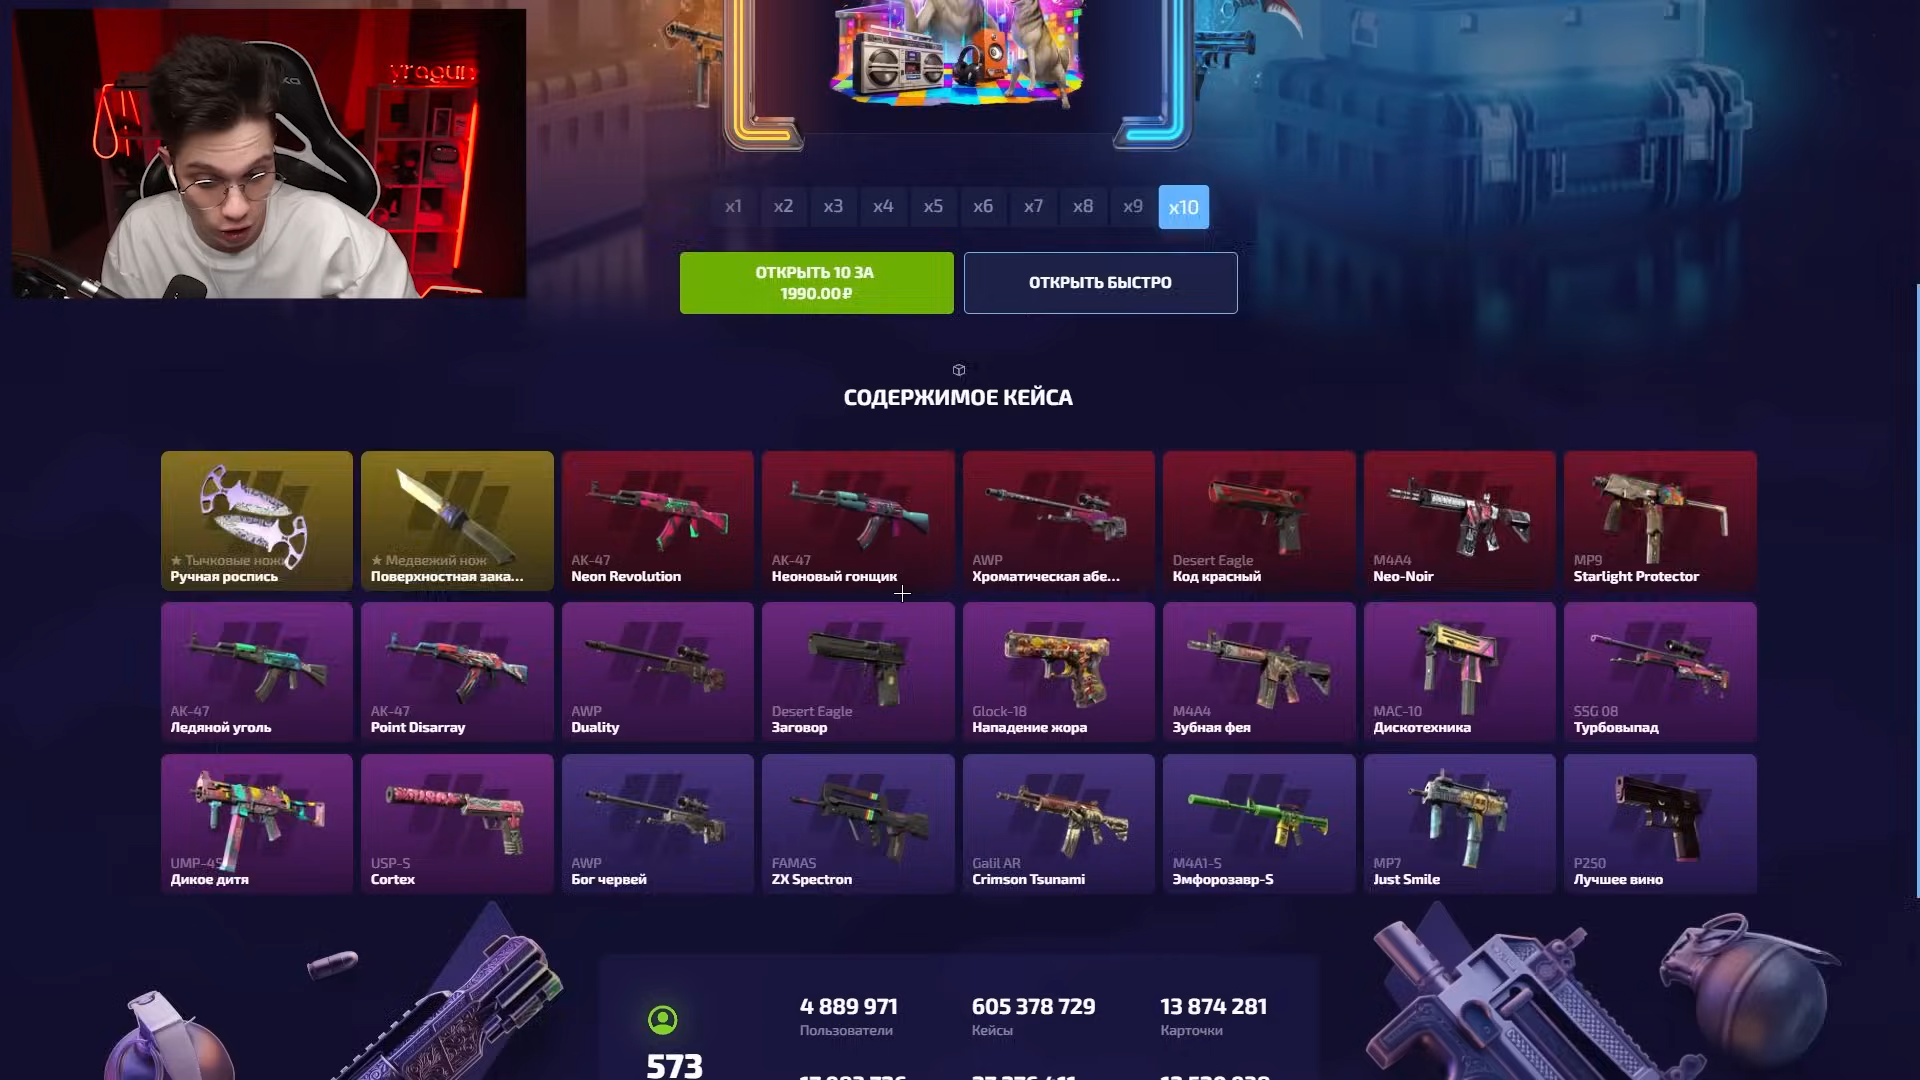 yragun
x1 x2 x3 x4 x5 x6 x7 x8 x9 x10
ОТКРЫТЬ 10 ЗА
1990.00₽
ОТКРЫТЬ БЫСТРО
СОДЕРЖИМОЕ КЕЙСА
★ Тычковые ножи
Ручная роспись
★ Медвежий нож
Поверхностная зака...
AK-47
Neon Revolution
AK-47
Неоновый гонщик
AWP
Хроматическая абе...
Desert Eagle
Код красный
M4A4
Neo-Noir
MP9
Starlight Protector
AK-47
Ледяной уголь
AK-47
Point Disarray
AWP
Duality
Desert Eagle
Заговор
Glock-18
Нападение жора
M4A4
Зубная фея
MAC-10
Дискотехника
SSG 08
Турбовыпад
UMP-45
Дикое дитя
USP-S
Cortex
AWP
Бог червей
FAMAS
ZX Spectron
Galil AR
Crimson Tsunami
M4A1-S
Эмфорозавр-S
MP7
Just Smile
P250
Лучшее вино
573
4 889 971
Пользователи
605 378 729
Кейсы
13 874 281
Карточки